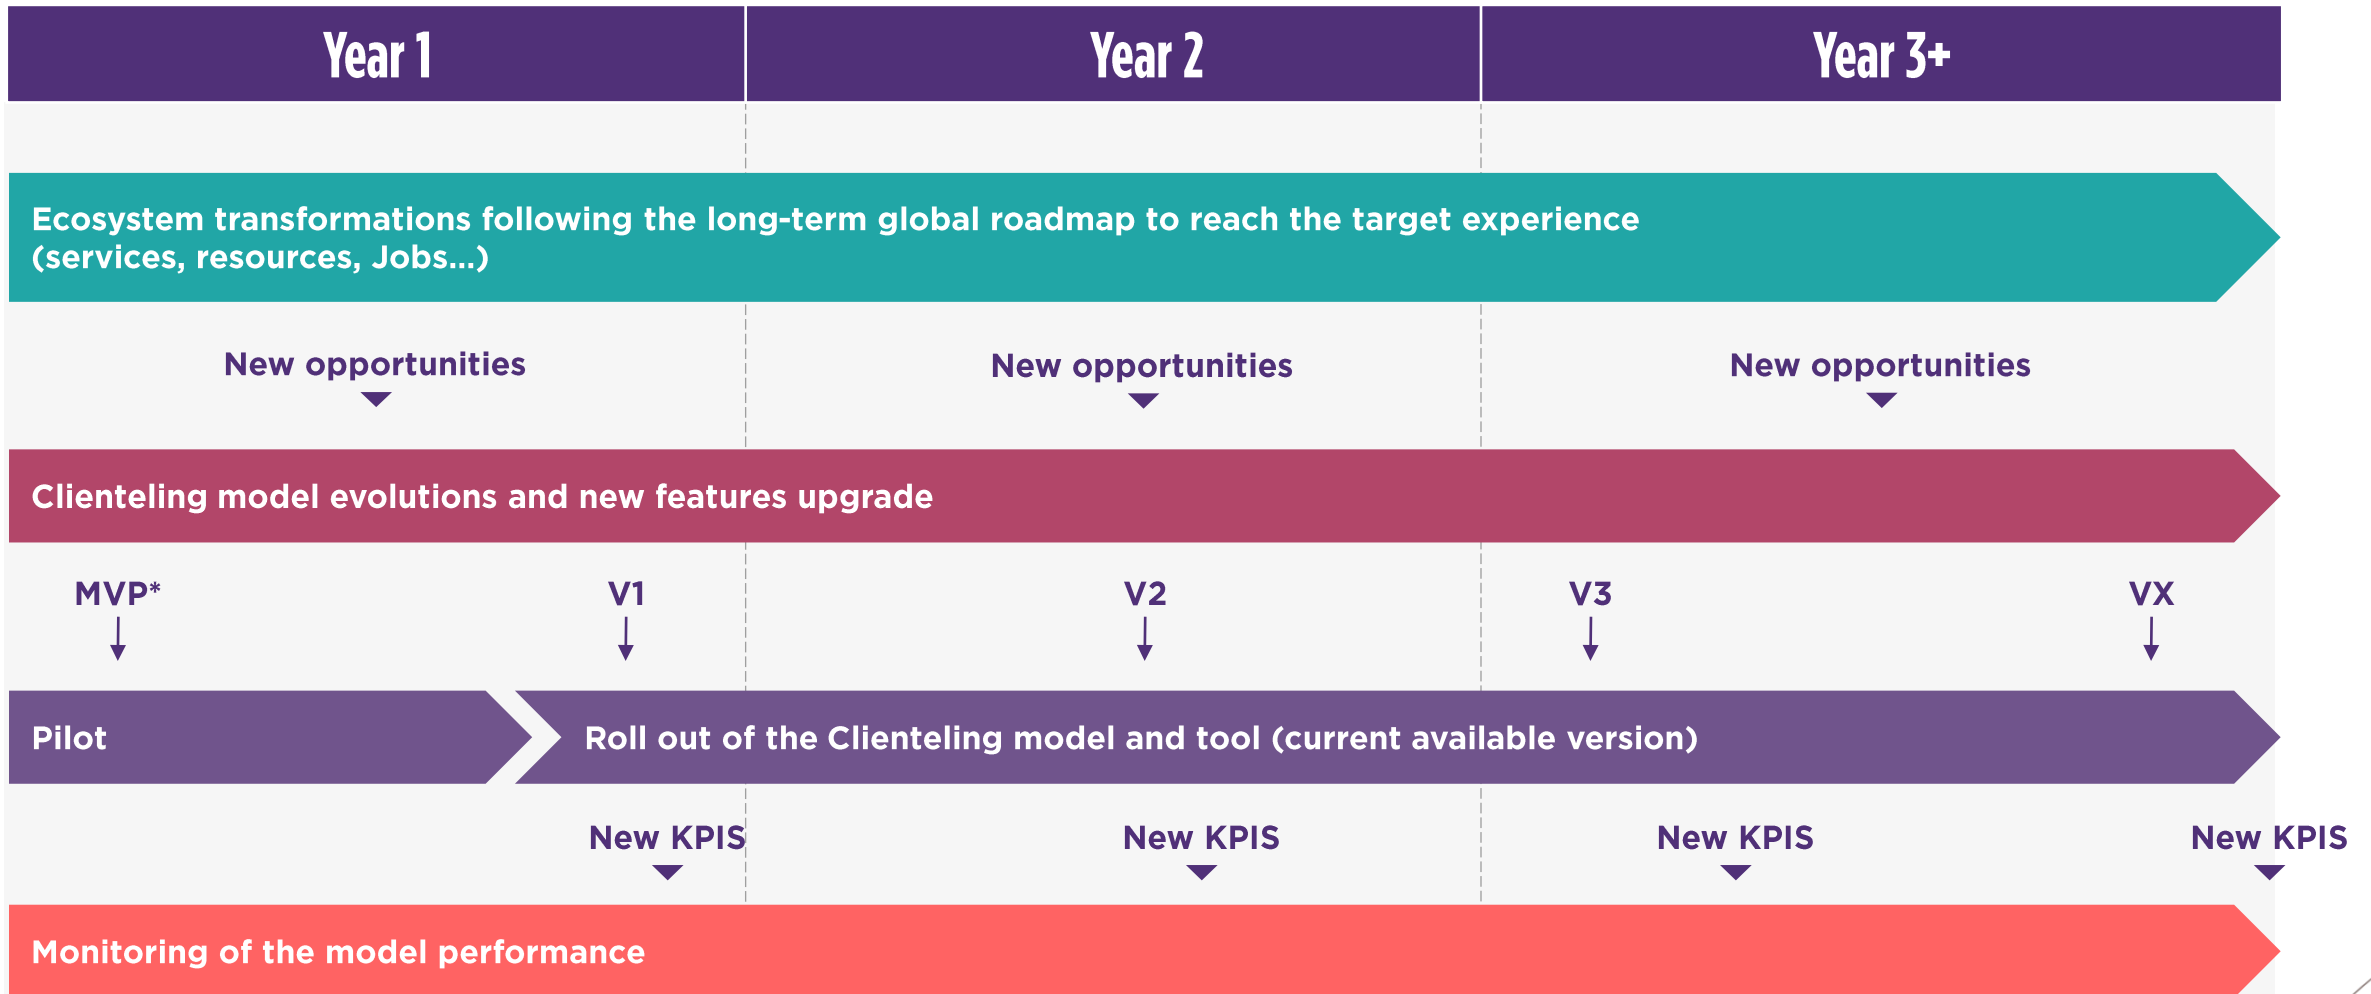 Year 1
Year 2
Year 3+
Ecosystem transformations following the long-term global roadmap to reach the target experience
(services, resources, Jobs...)
New opportunities
New opportunities
New opportunities
Clienteling model evolutions and new features upgrade
MVP*
V1
V2
V3
VX
Pilot
Roll out of the Clienteling model and tool (current available version)
New KPIS
New KPIS
New KPIS
New KPIS
Monitoring of the model performance